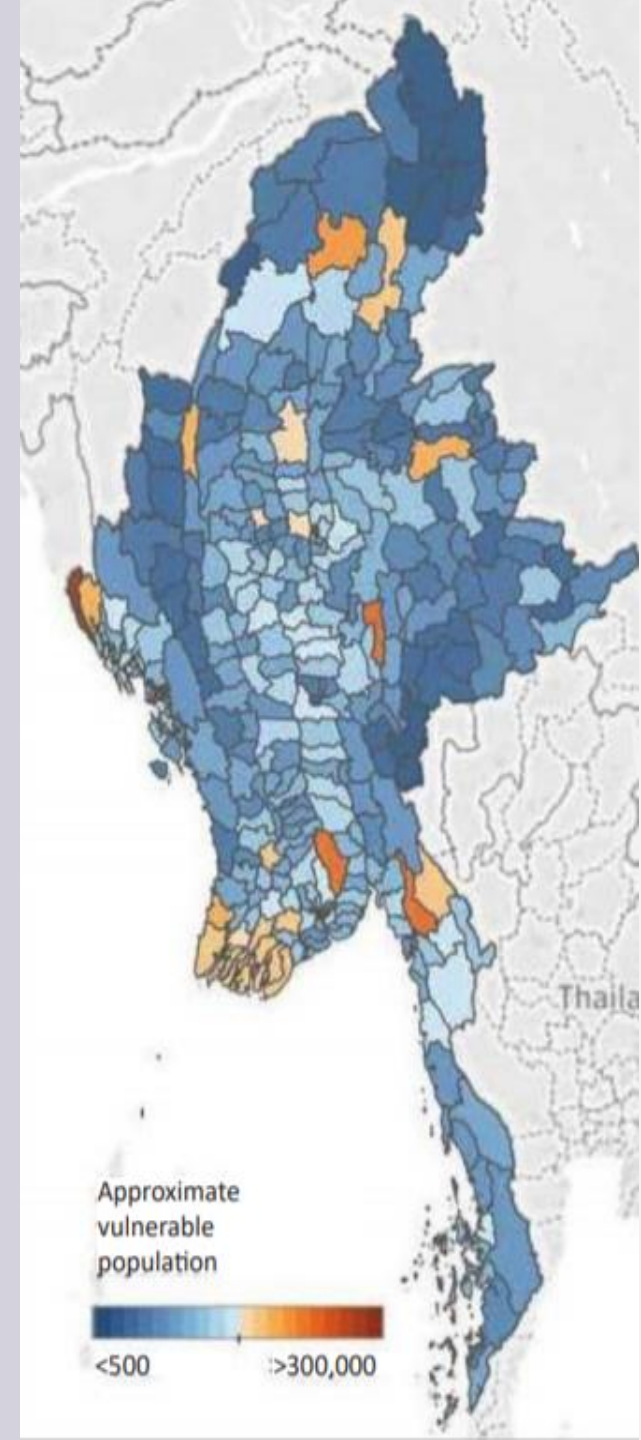 Thaila
Approximate
vulnerable
population
<500
:>300,000